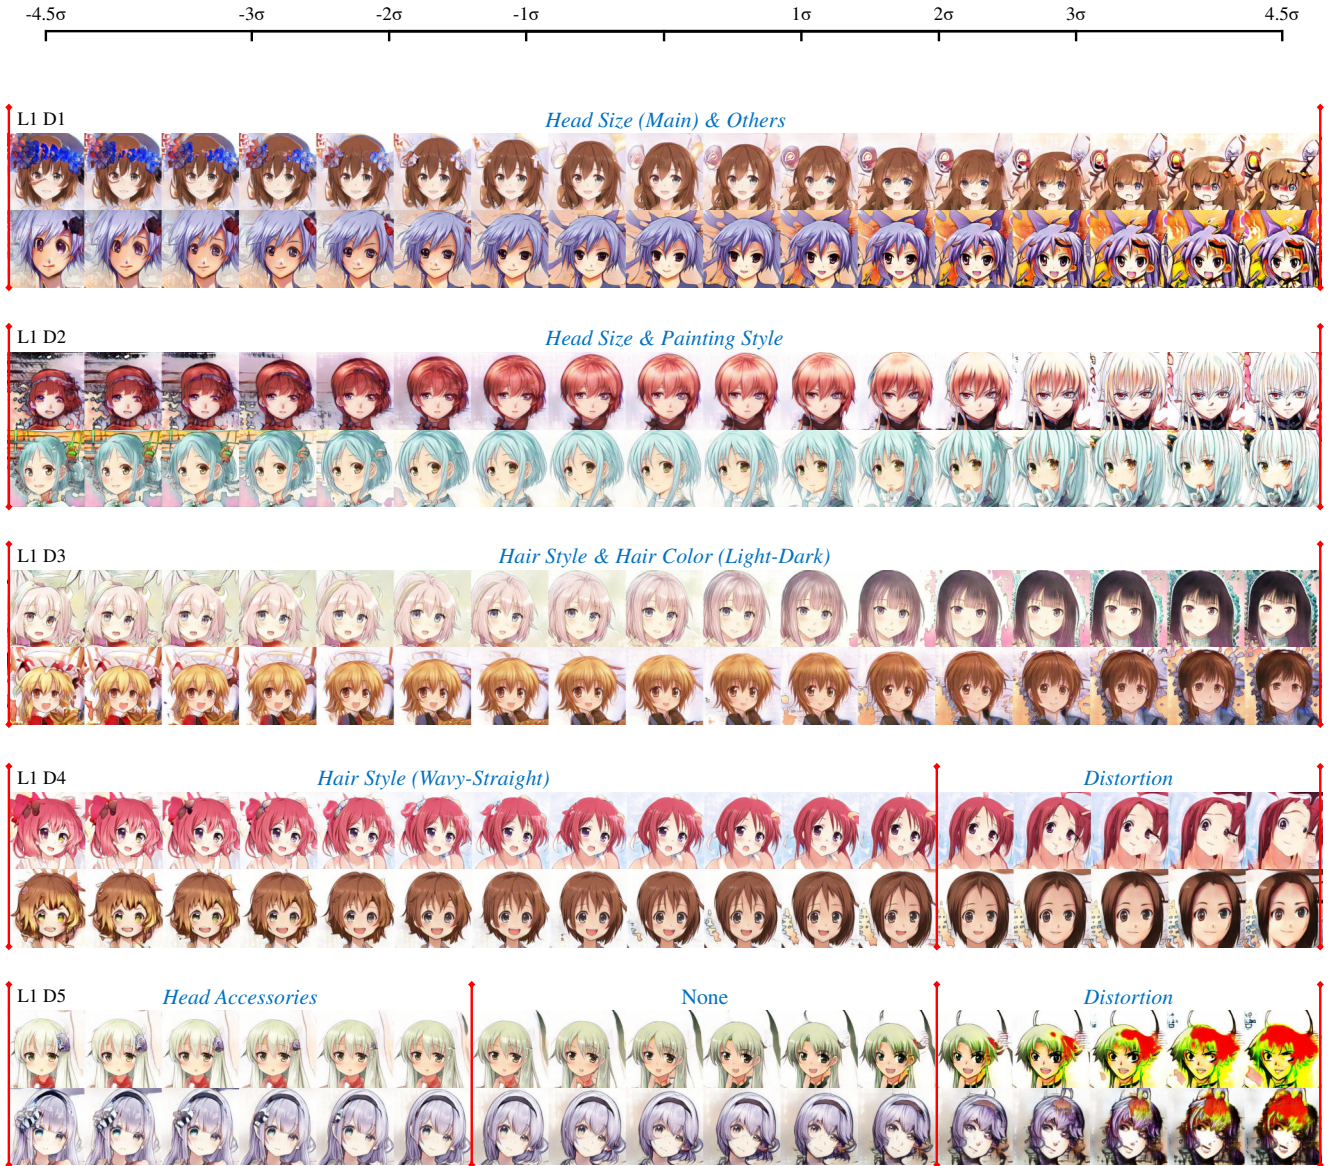 -4.5σ -3σ -2σ -1σ 1σ 2σ 3σ 4.5σ
L1 D1 Head Size (Main) & Others
L1 D2 Head Size & Painting Style
L1 D3 Hair Style & Hair Color (Light-Dark)
L1 D4 Hair Style (Wavy-Straight) Distortion
L1 D5 Head Accessories None Distortion